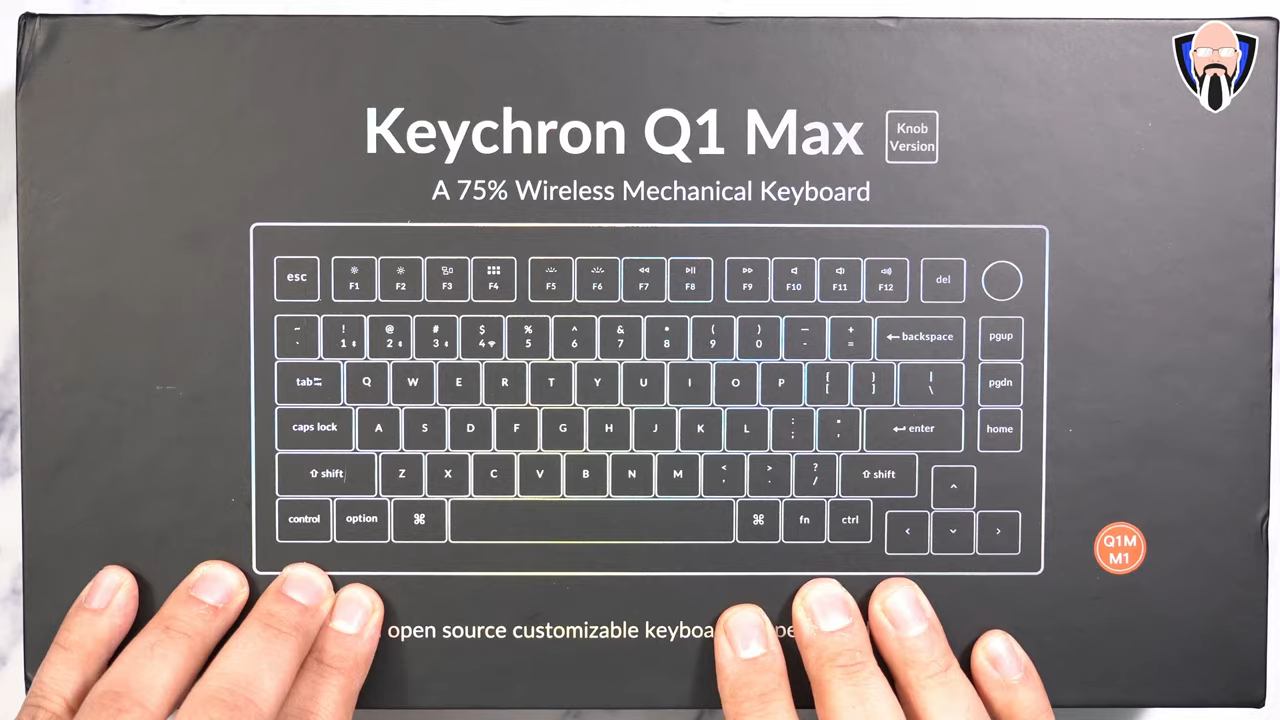 Keychron Q1 Max
Knob
Version
A 75% Wireless Mechanical Keyboard
esc F1 F2 F3 F4 F5 F6 F7 F8 F9 F10 F11 F12 del
~ ! @ # $ % ^ & * ( ) — +
` 1 2 3 4 5 6 7 8 9 0 - = ← backspace pgup
tab Q W E R T Y U I O P { [ } ] | \ pgdn
caps lock A S D F G H J K L : ; " ' ↵ enter home
⇧ shift Z X C V B N M < , > . ? / ⇧ shift ^
control option ⌘ ⌘ fn ctrl < ⌄ >
Q1M
M1
open source customizable